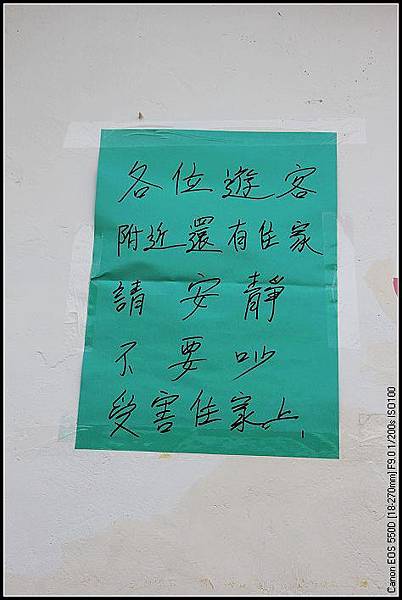 各位遊客
附近還有住家
請安靜
不要吵
受害住家上
Canon EOS 550D [18-270mm] F9.0 1/200s ISO100